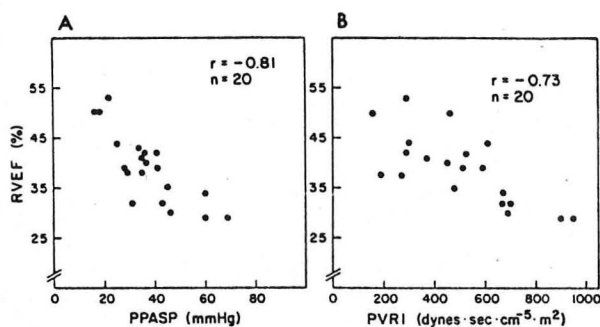 A
r = -0.81
n = 20
RVEF (%)
55
45
35
25
0 20 40 60 80
PPASP (mmHg)
B
r = -0.73
n = 20
55
45
35
25
0 200 400 600 800 1000
PVRI (dynes·sec·cm⁻⁵·m²)